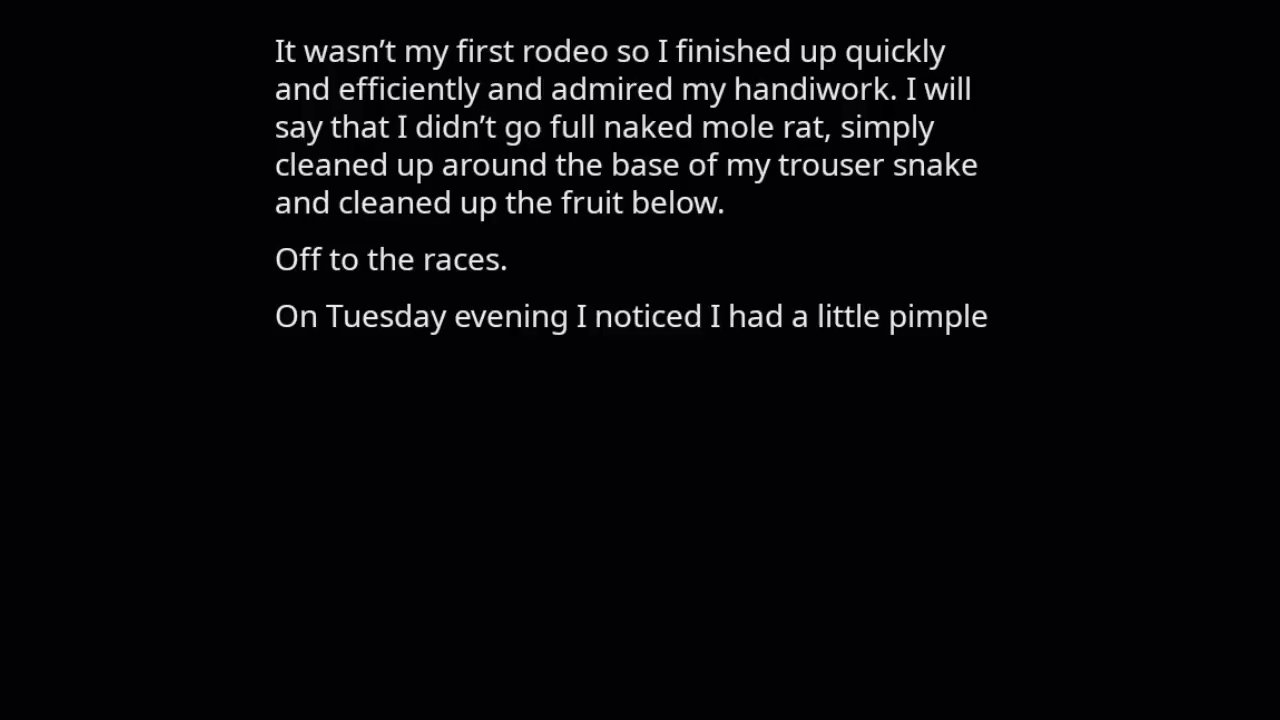 It wasn’t my first rodeo so I finished up quickly
and efficiently and admired my handiwork. I will
say that I didn’t go full naked mole rat, simply
cleaned up around the base of my trouser snake
and cleaned up the fruit below.
Off to the races.
On Tuesday evening I noticed I had a little pimple